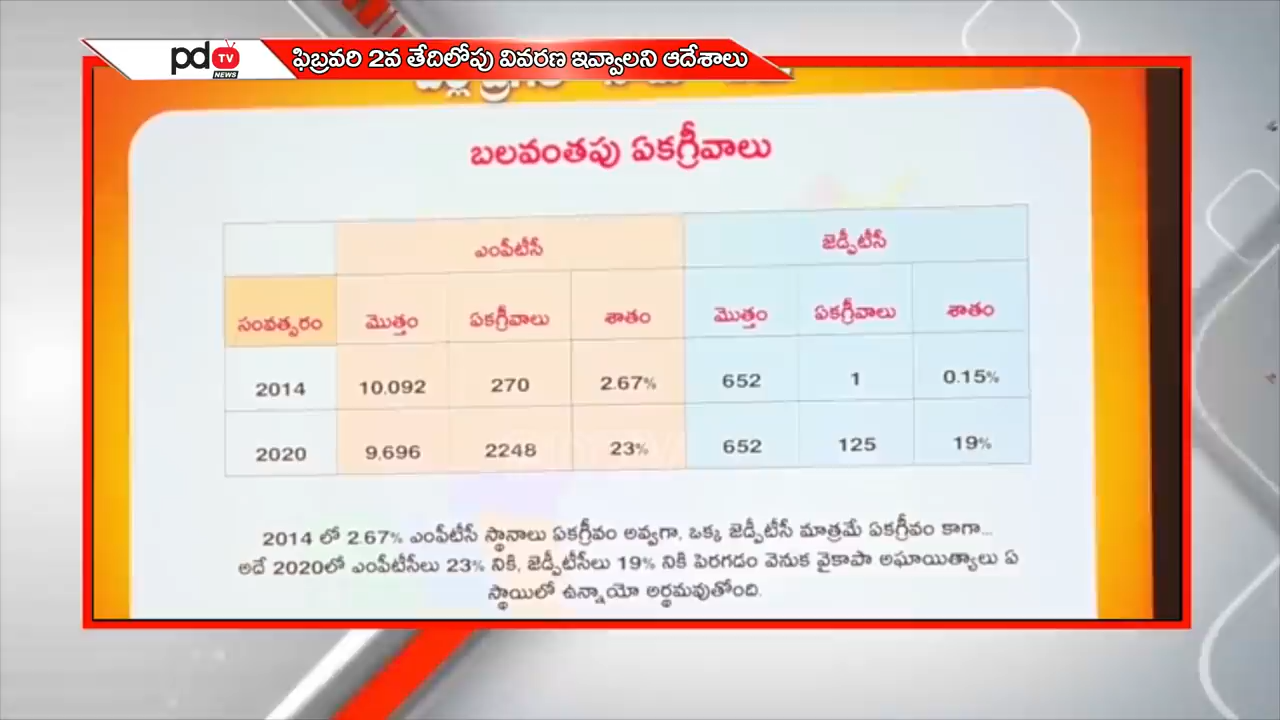 pd TV NEWS
ఫిబ్రవరి 2వ తేదిలోపు వివరణ ఇవ్వాలని ఆదేశాలు
బలవంతపు ఏకగ్రీవాలు
ఎంపీటీసీ జెడ్పీటీసీ
సంవత్సరం మొత్తం ఏకగ్రీవాలు శాతం మొత్తం ఏకగ్రీవాలు శాతం
2014 10,092 270 2.67% 652 1 0.15%
2020 9,696 2248 23% 652 125 19%
2014 లో 2.67% ఎంపీటీసీ స్థానాలు ఏకగ్రీవం అవ్వగా, ఒక్క జెడ్పీటీసీ మాత్రమే ఏకగ్రీవం కాగా...
అదే 2020లో ఎంపీటీసీలు 23% నికి, జెడ్పీటీసీలు 19% నికి పెరగడం వెనుక వైకాపా అఘాయిత్యాలు ఏ
స్థాయిలో ఉన్నాయో అర్థమవుతోంది.